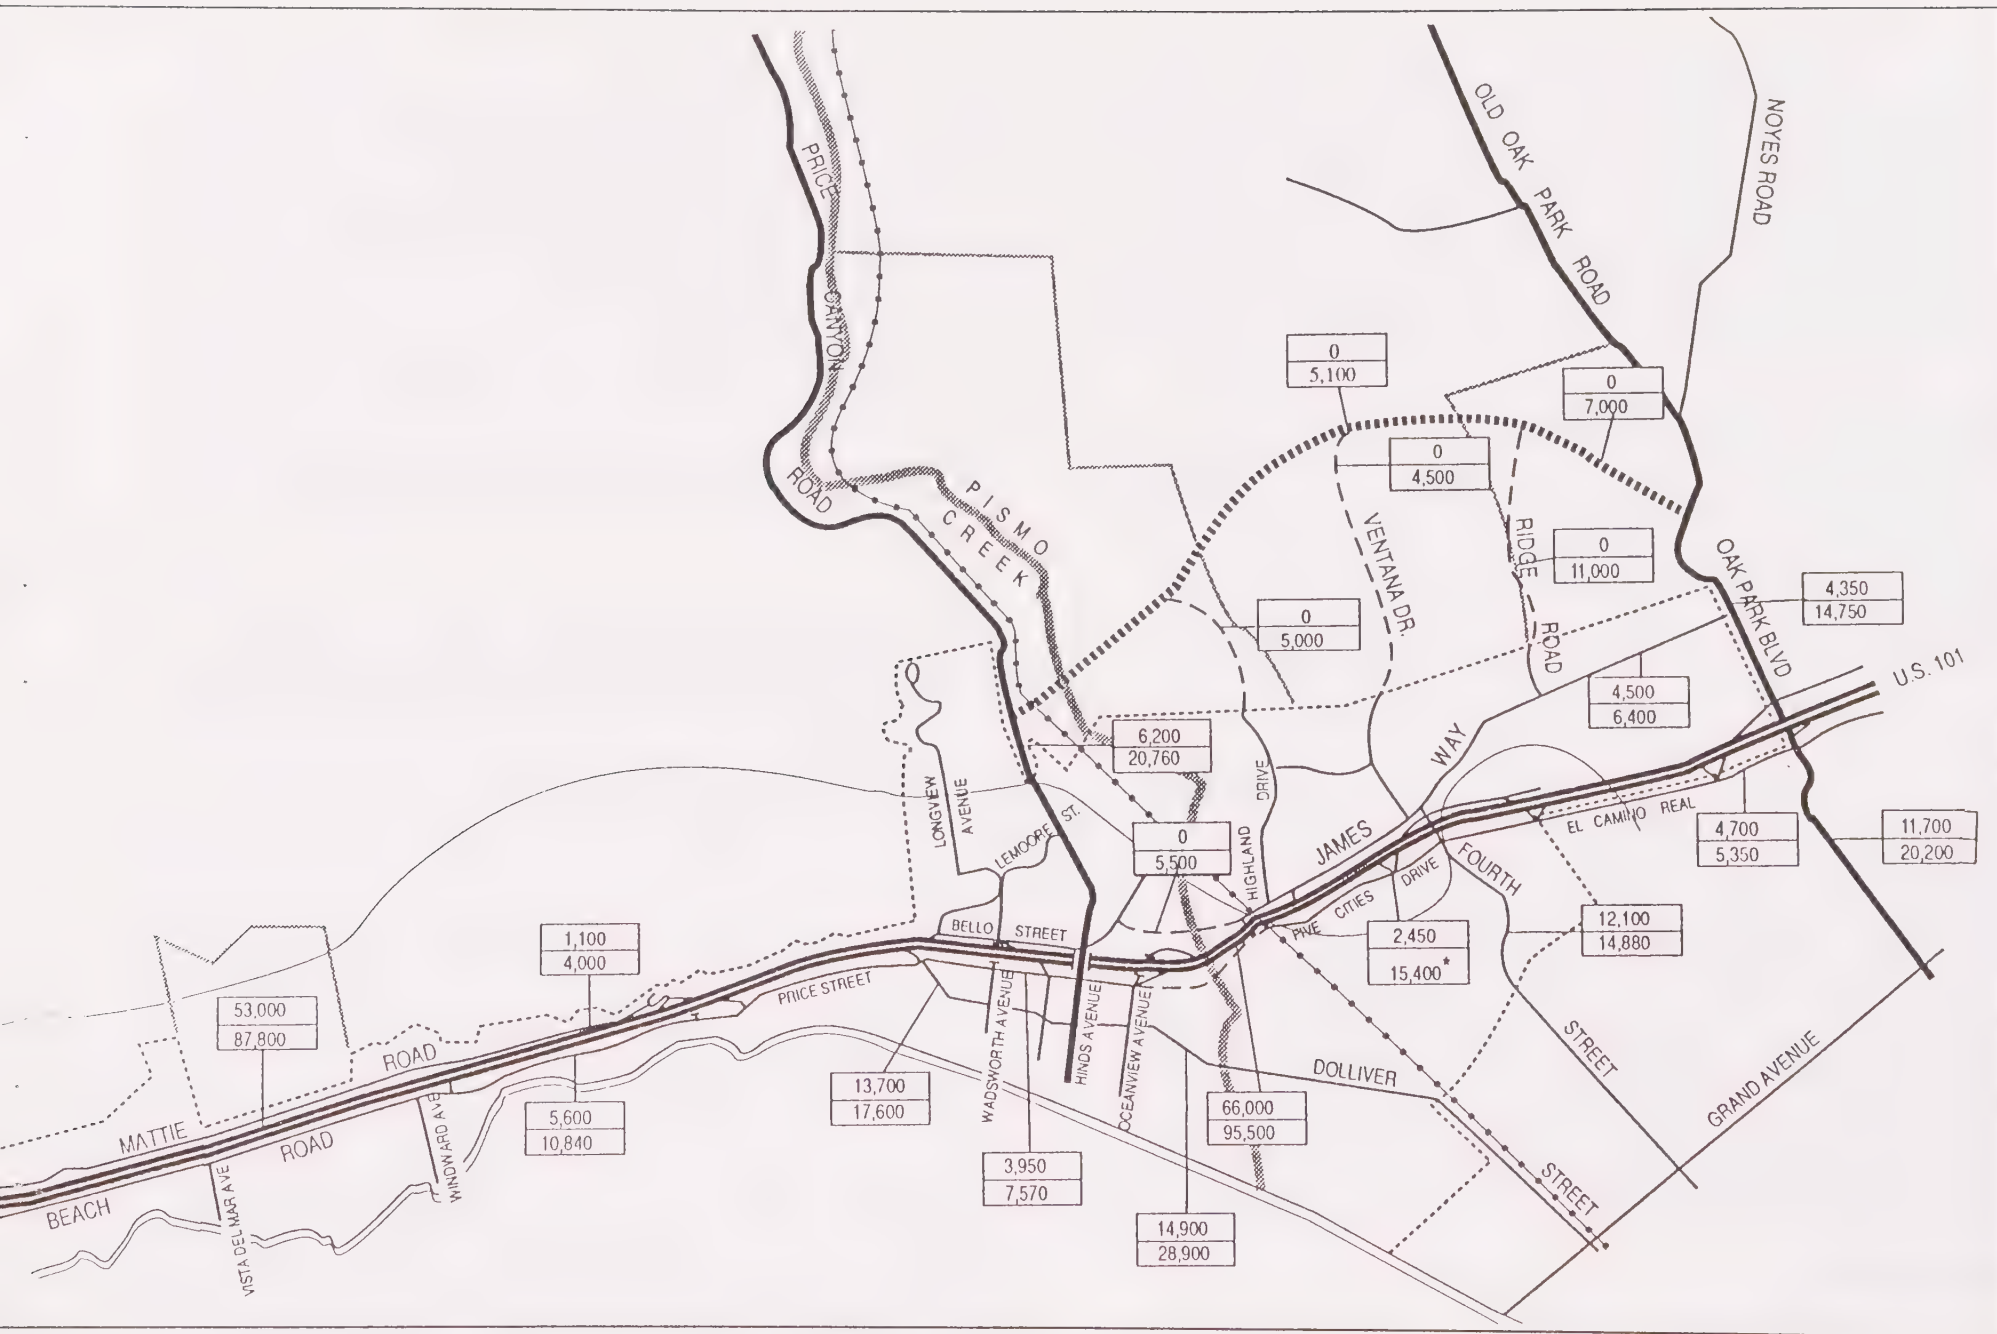 PRICE
CANYON
ROAD
PISMO
CREEK
OLD OAK PARK ROAD
NOYES ROAD
0
5,100
0
7,000
0
4,500
VENTANA DR.
RIDGE
ROAD
0
11,000
OAK PARK BLVD
4,350
14,750
0
5,000
4,500
6,400
U.S. 101
6,200
20,760
LONGVIEW
AVENUE
LEMOORE ST.
HIGHLAND DRIVE
JAMES WAY
0
5,500
EL CAMINO REAL
4,700
5,350
11,700
20,200
FOURTH
STREET
PIVE CITIES DRIVE
2,450
15,400*
12,100
14,880
BELLO STREET
1,100
4,000
PRICE STREET
53,000
87,800
MATTIE ROAD
BEACH ROAD
VISTA DEL MAR AVE
WINDWARD AVE
5,600
10,840
13,700
17,600
WADSWORTH AVENUE
HINDS AVENUE
OCEANVIEW AVENUE
3,950
7,570
14,900
28,900
66,000
95,500
DOLLIVER
STREET
GRAND AVENUE